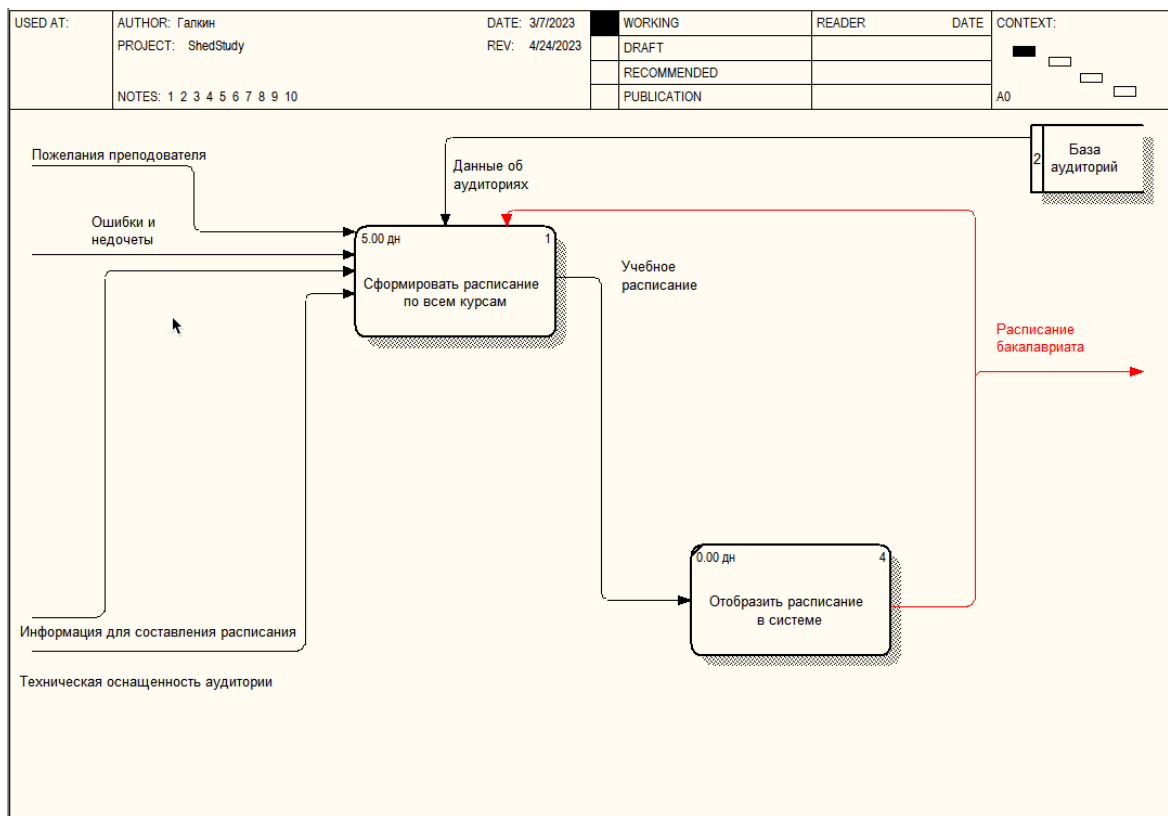 USED AT:
AUTHOR: Галкин
DATE: 3/7/2023
WORKING
READER
DATE
CONTEXT:
PROJECT: ShedStudy
REV: 4/24/2023
DRAFT
RECOMMENDED
NOTES: 1 2 3 4 5 6 7 8 9 10
PUBLICATION
A0
Пожелания преподователя
Данные об
аудиториях
2
База
аудиторий
Ошибки и
недочеты
5.00 дн
1
Сформировать расписание
по всем курсам
Учебное
расписание
Расписание
бакалавриата
0.00 дн
4
Отобразить расписание
в системе
Информация для составления расписания
Техническая оснащенность аудитории